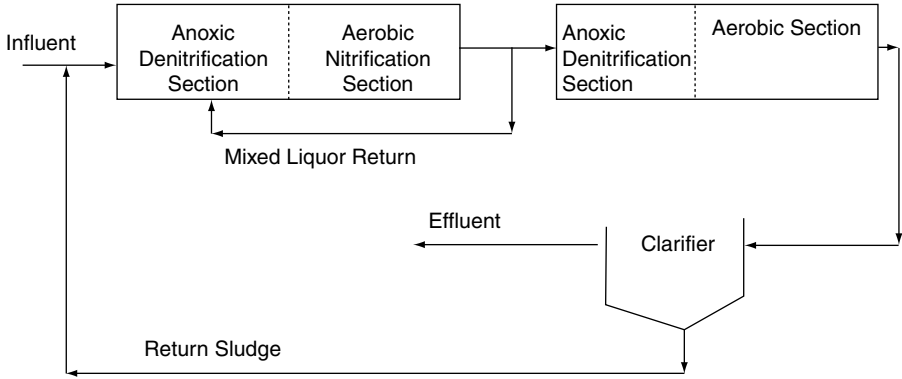 Influent
Anoxic
Denitrification
Section
Aerobic
Nitrification
Section
Anoxic
Denitrification
Section
Aerobic Section
Mixed Liquor Return
Effluent
Clarifier
Return Sludge